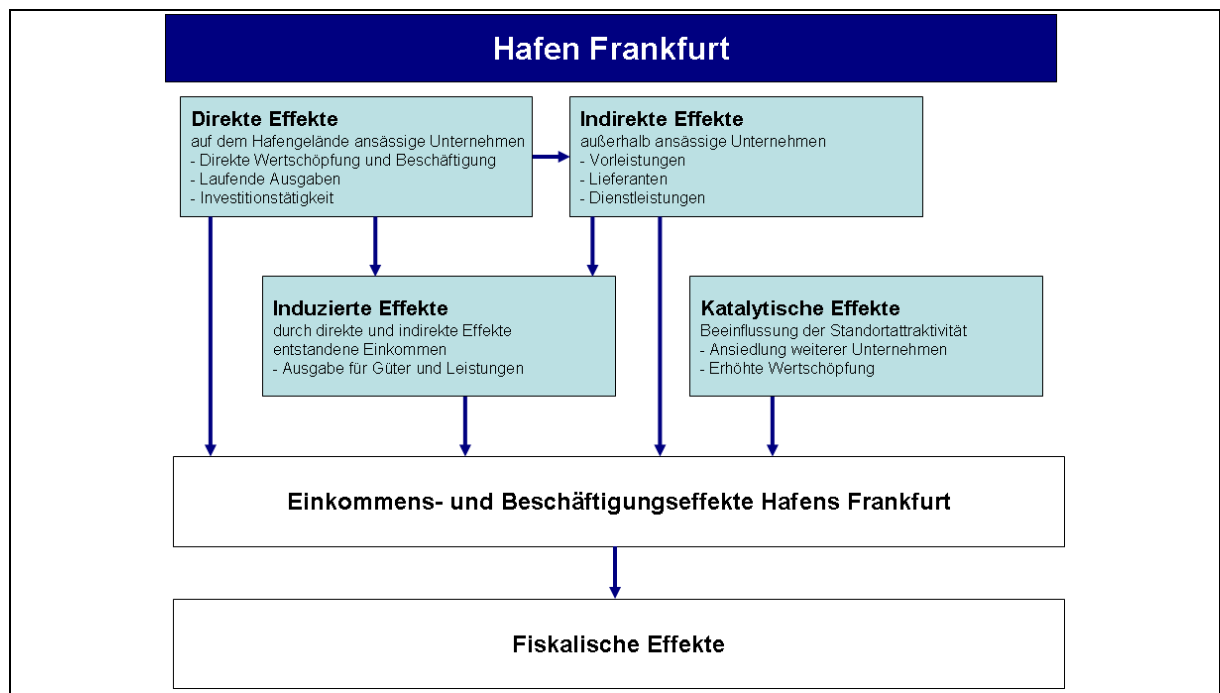 Hafen Frankfurt
Direkte Effekte
auf dem Hafengelände ansässige Unternehmen
- Direkte Wertschöpfung und Beschäftigung
- Laufende Ausgaben
- Investitionstätigkeit
Indirekte Effekte
außerhalb ansässige Unternehmen
- Vorleistungen
- Lieferanten
- Dienstleistungen
Induzierte Effekte
durch direkte und indirekte Effekte
entstandene Einkommen
- Ausgabe für Güter und Leistungen
Katalytische Effekte
Beeinflussung der Standortattraktivität
- Ansiedlung weiterer Unternehmen
- Erhöhte Wertschöpfung
Einkommens- und Beschäftigungseffekte Hafens Frankfurt
Fiskalische Effekte